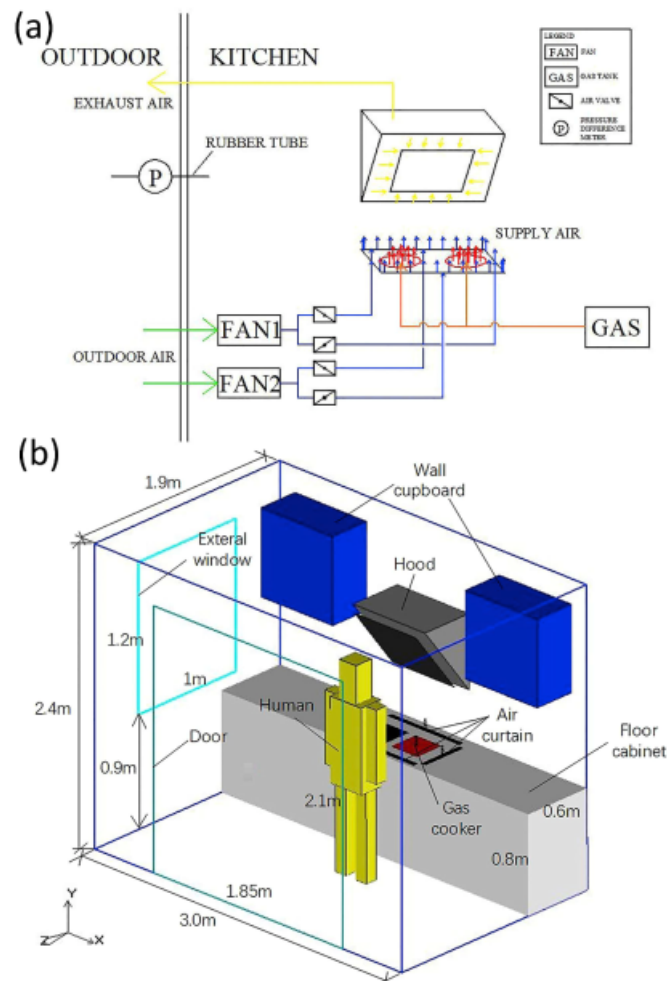 (a)
OUTDOOR
KITCHEN
EXHAUST AIR
RUBBER TUBE
P
LEGEND
FAN FAN
GAS GAS TANK
AIR VALVE
P PRESSURE
DIFFERENCE
METER
SUPPLY AIR
FAN1
GAS
OUTDOOR AIR
FAN2
(b)
1.9m
Wall
cupboard
Exteral
window
Hood
1.2m
1m
2.4m
Human
Air
curtain
Door
Floor
cabinet
0.9m
2.1m
Gas
cooker
0.6m
0.8m
1.85m
3.0m
Y
Z
X